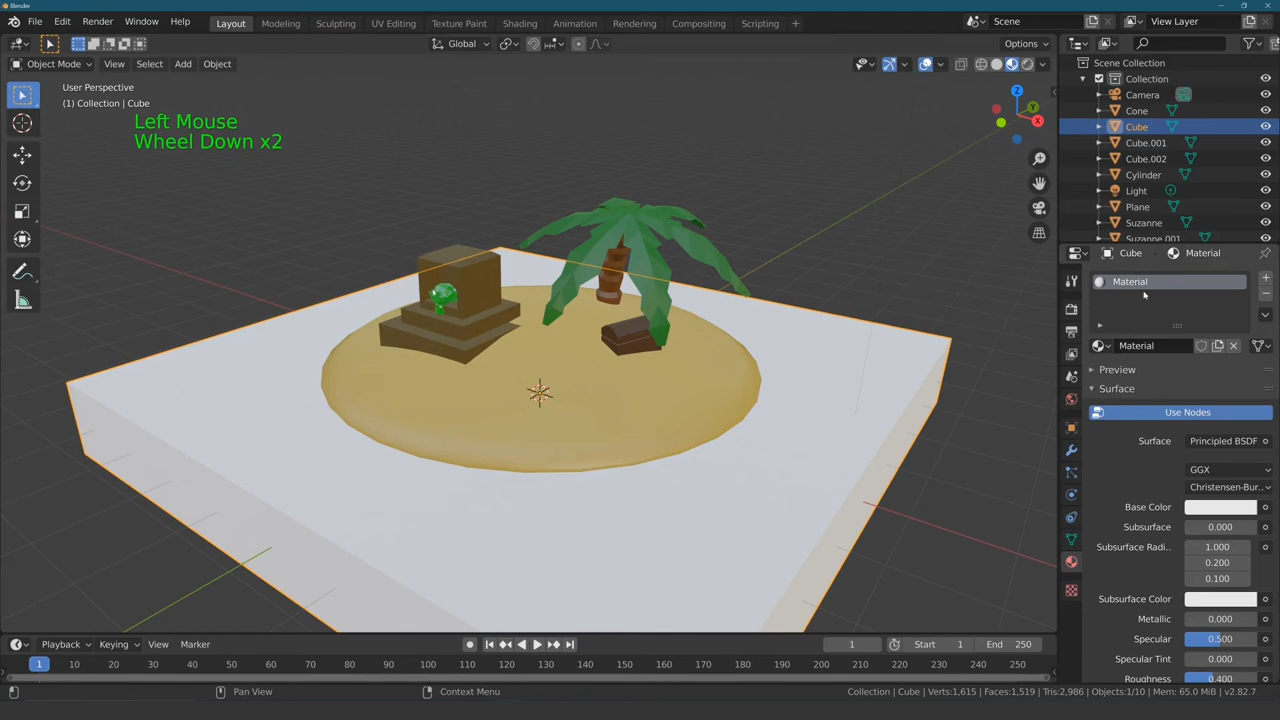 Blender
File Edit Render Window Help Layout Modeling Sculpting UV Editing Texture Paint Shading Animation Rendering Compositing Scripting + Scene View Layer
Global Options
Object Mode View Select Add Object
User Perspective
(1) Collection | Cube
Left Mouse
Wheel Down x2
Z
Y
X
Scene Collection
Collection
Camera
Cone
Cube
Cube.001
Cube.002
Cylinder
Light
Plane
Suzanne
Suzanne.001
Cube Material
Material
Material
Preview
Surface
Use Nodes
Surface Principled BSDF
GGX
Christensen-Bur..
Base Color
Subsurface 0.000
Subsurface Radi.. 1.000
0.200
0.100
Subsurface Color
Metallic 0.000
Specular 0.500
Specular Tint 0.000
Roughness 0.400
Playback Keying View Marker 1 Start 1 End 250
1 10 20 30 40 50 60 70 80 90 100 110 120 130 140 150 160 170 180 190 200 210 220 230 240 250
Pan View Context Menu Collection | Cube | Verts:1,615 | Faces:1,519 | Tris:2,986 | Objects:1/10 | Mem: 65.0 MiB | v2.82.7